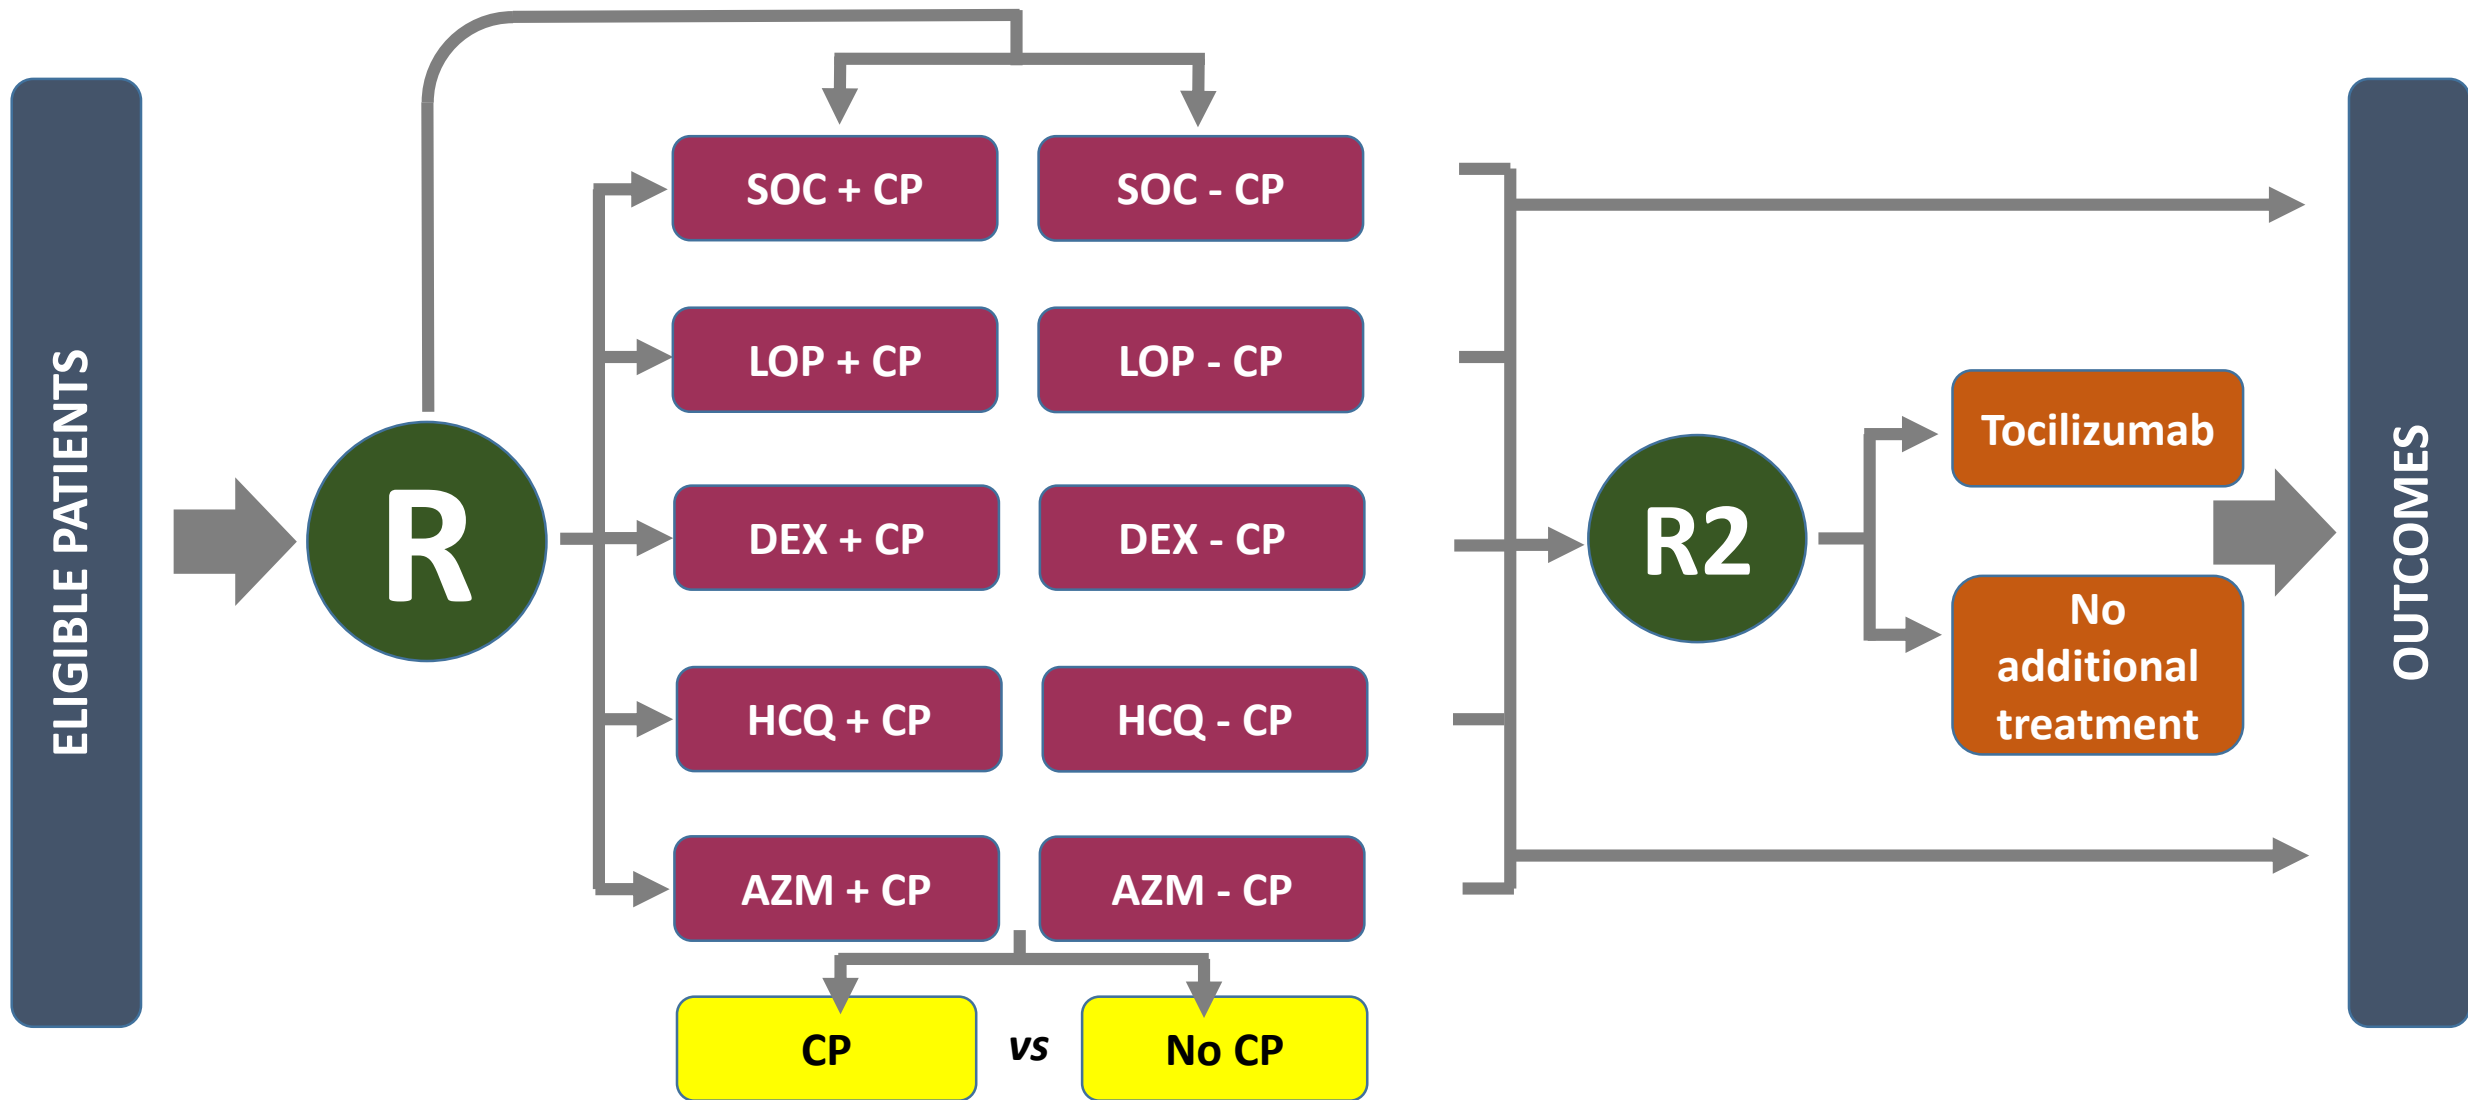 ELIGIBLE PATIENTS
R
SOC + CP
SOC - CP
LOP + CP
LOP - CP
DEX + CP
DEX - CP
HCQ + CP
HCQ - CP
AZM + CP
AZM - CP
CP
vs
No CP
R2
Tocilizumab
No
additional
treatment
OUTCOMES